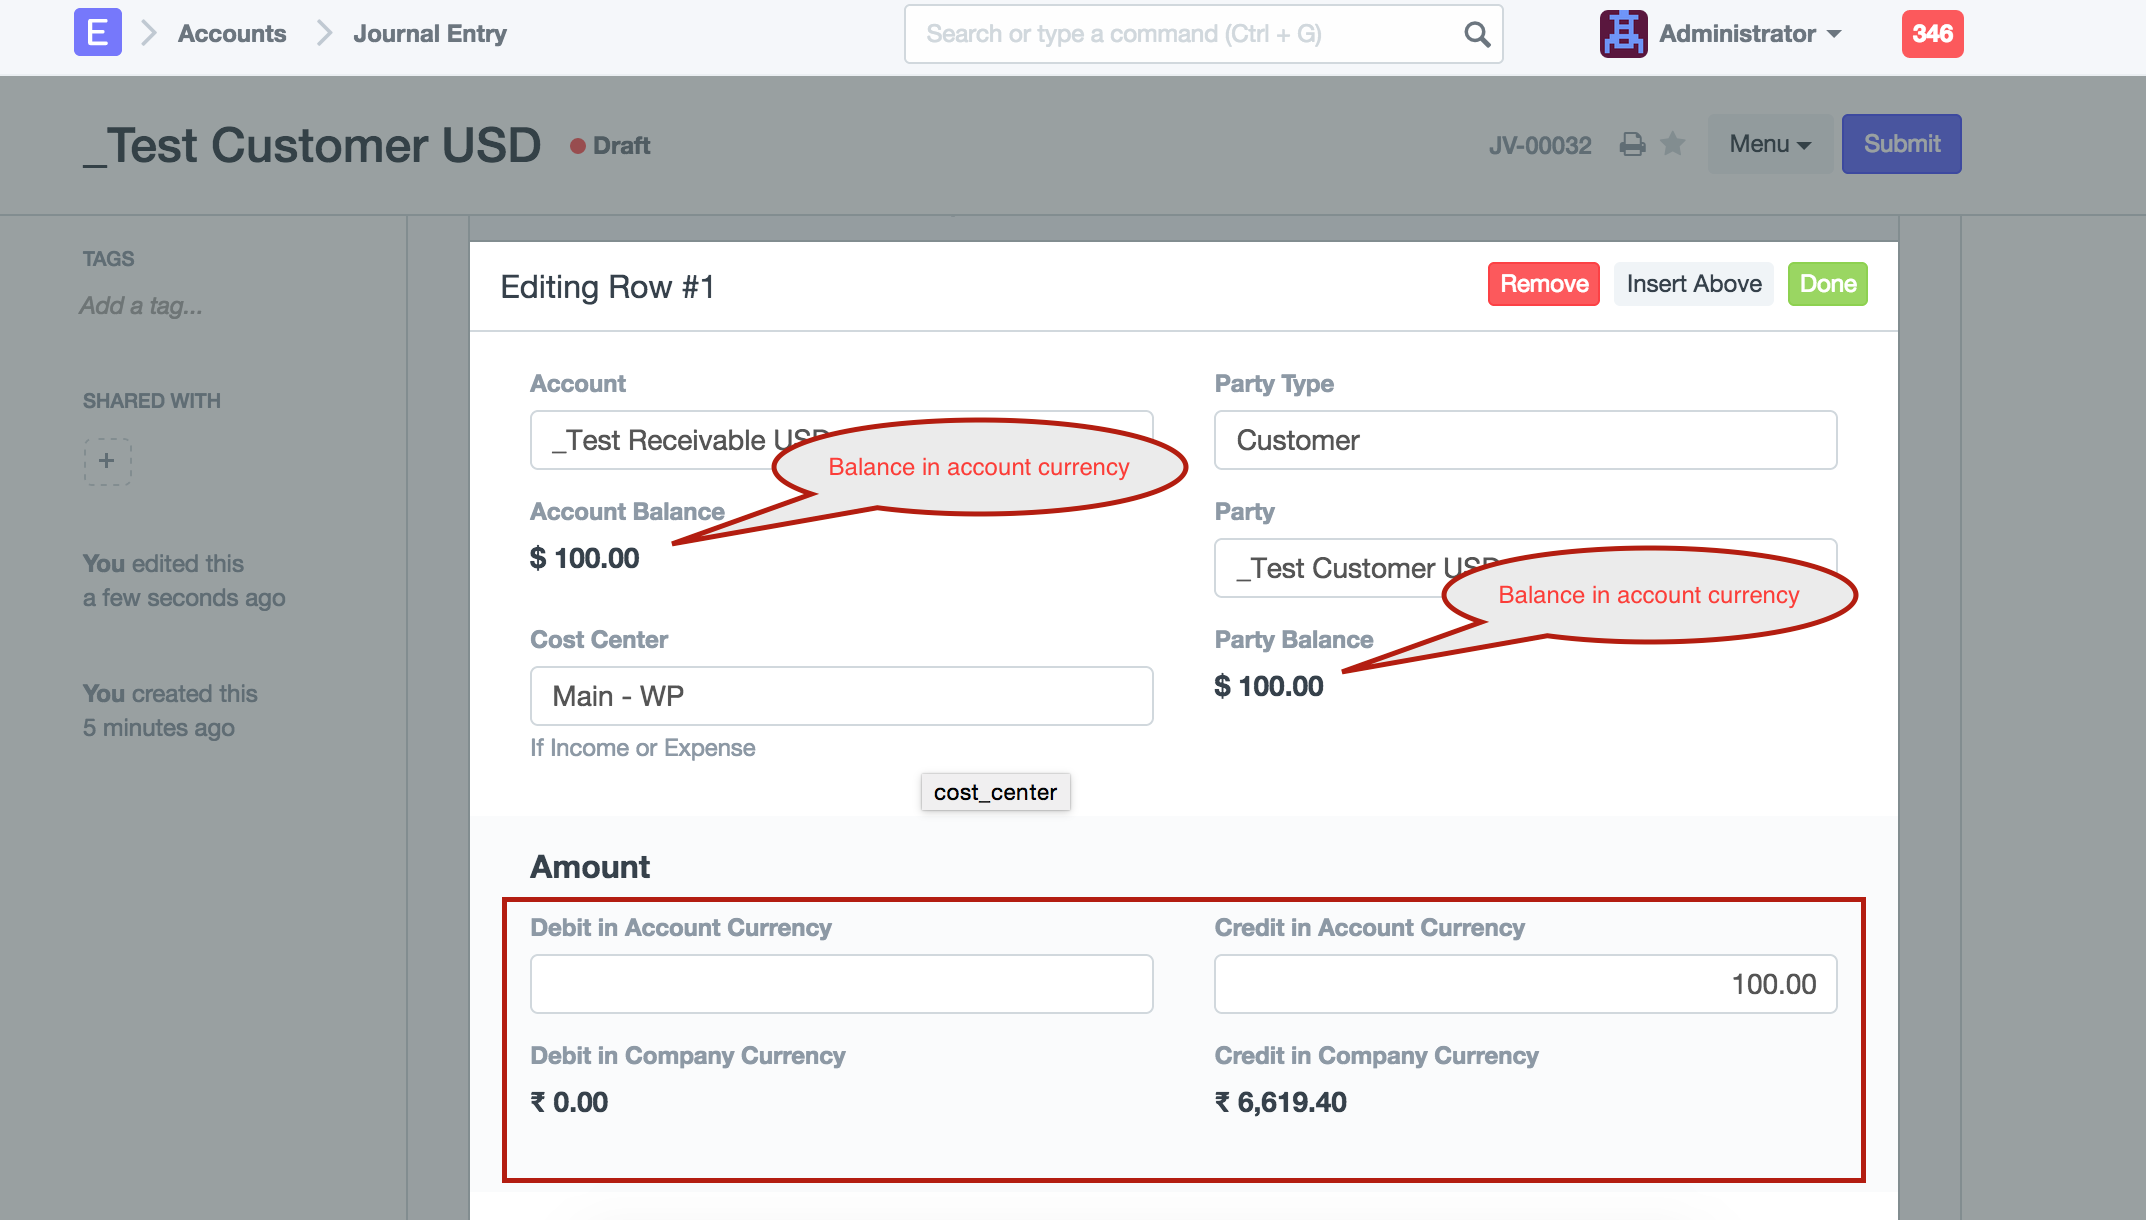 E Accounts Journal Entry Search or type a command (Ctrl + G) Administrator 346
_Test Customer USD Draft JV-00032 Menu Submit
TAGS
Add a tag...
SHARED WITH
+
You edited this
a few seconds ago
You created this
5 minutes ago
Editing Row #1 Remove Insert Above Done
Account
_Test Receivable USD
Balance in account currency
Account Balance
$ 100.00
Cost Center
Main - WP
If Income or Expense
cost_center
Party Type
Customer
Party
_Test Customer USD
Balance in account currency
Party Balance
$ 100.00
Amount
Debit in Account Currency
Debit in Company Currency
₹ 0.00
Credit in Account Currency
100.00
Credit in Company Currency
₹ 6,619.40